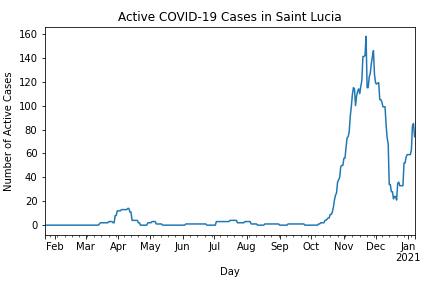 Active COVID-19 Cases in Saint Lucia
160
140
120
100
80
60
40
20
0
Number of Active Cases
Feb Mar Apr May Jun Jul Aug Sep Oct Nov Dec Jan
2021
Day